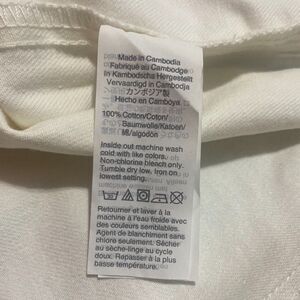 Made in Cambodia
Fabriqué au Cambodge
In Kambodscha Hergestellt
Vervaardigd in Cambodja
カンボジア製
Hecho en Camboya
100% Cotton/Coton/
Baumwolle/Katoen/
綿/algodón
Inside out machine wash
cold with like colors.
Non-chlorine bleach only.
Tumble dry low. Iron on
lowest setting.
Retourner et laver à la
machine à l'eau froide avec
des couleurs semblables.
Agent de blanchiment sans
chlore seulement. Sécher
au sèche-linge au cycle
doux. Repasser à la plus
basse température.